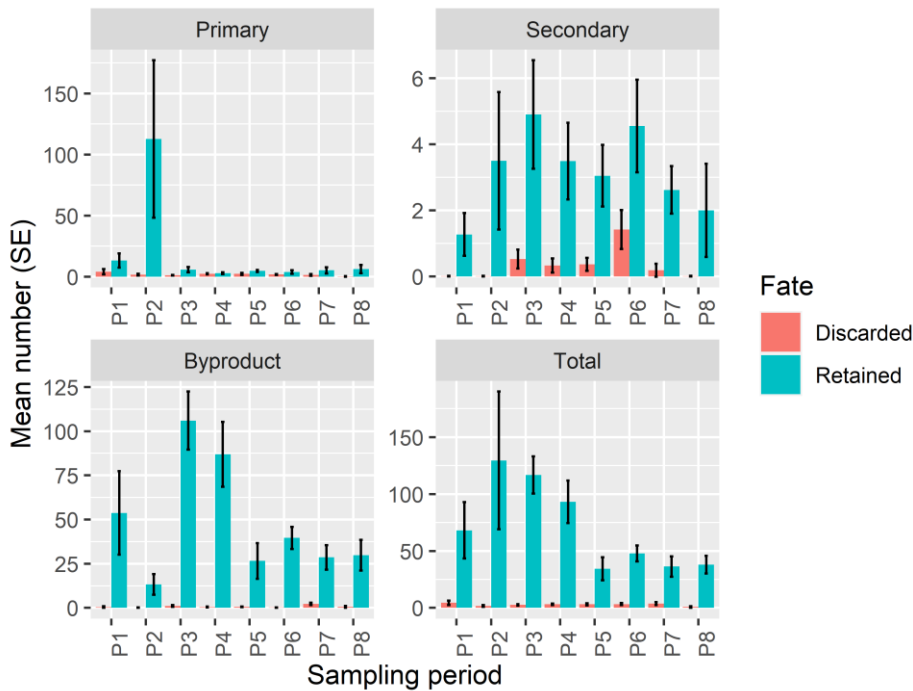 Primary
Secondary
Mean number (SE)
150
100
50
0
6
4
2
0
P1 P2 P3 P4 P5 P6 P7 P8
P1 P2 P3 P4 P5 P6 P7 P8
Fate
Discarded
Retained
Byproduct
Total
125
100
75
50
25
0
150
100
50
0
P1 P2 P3 P4 P5 P6 P7 P8
P1 P2 P3 P4 P5 P6 P7 P8
Sampling period